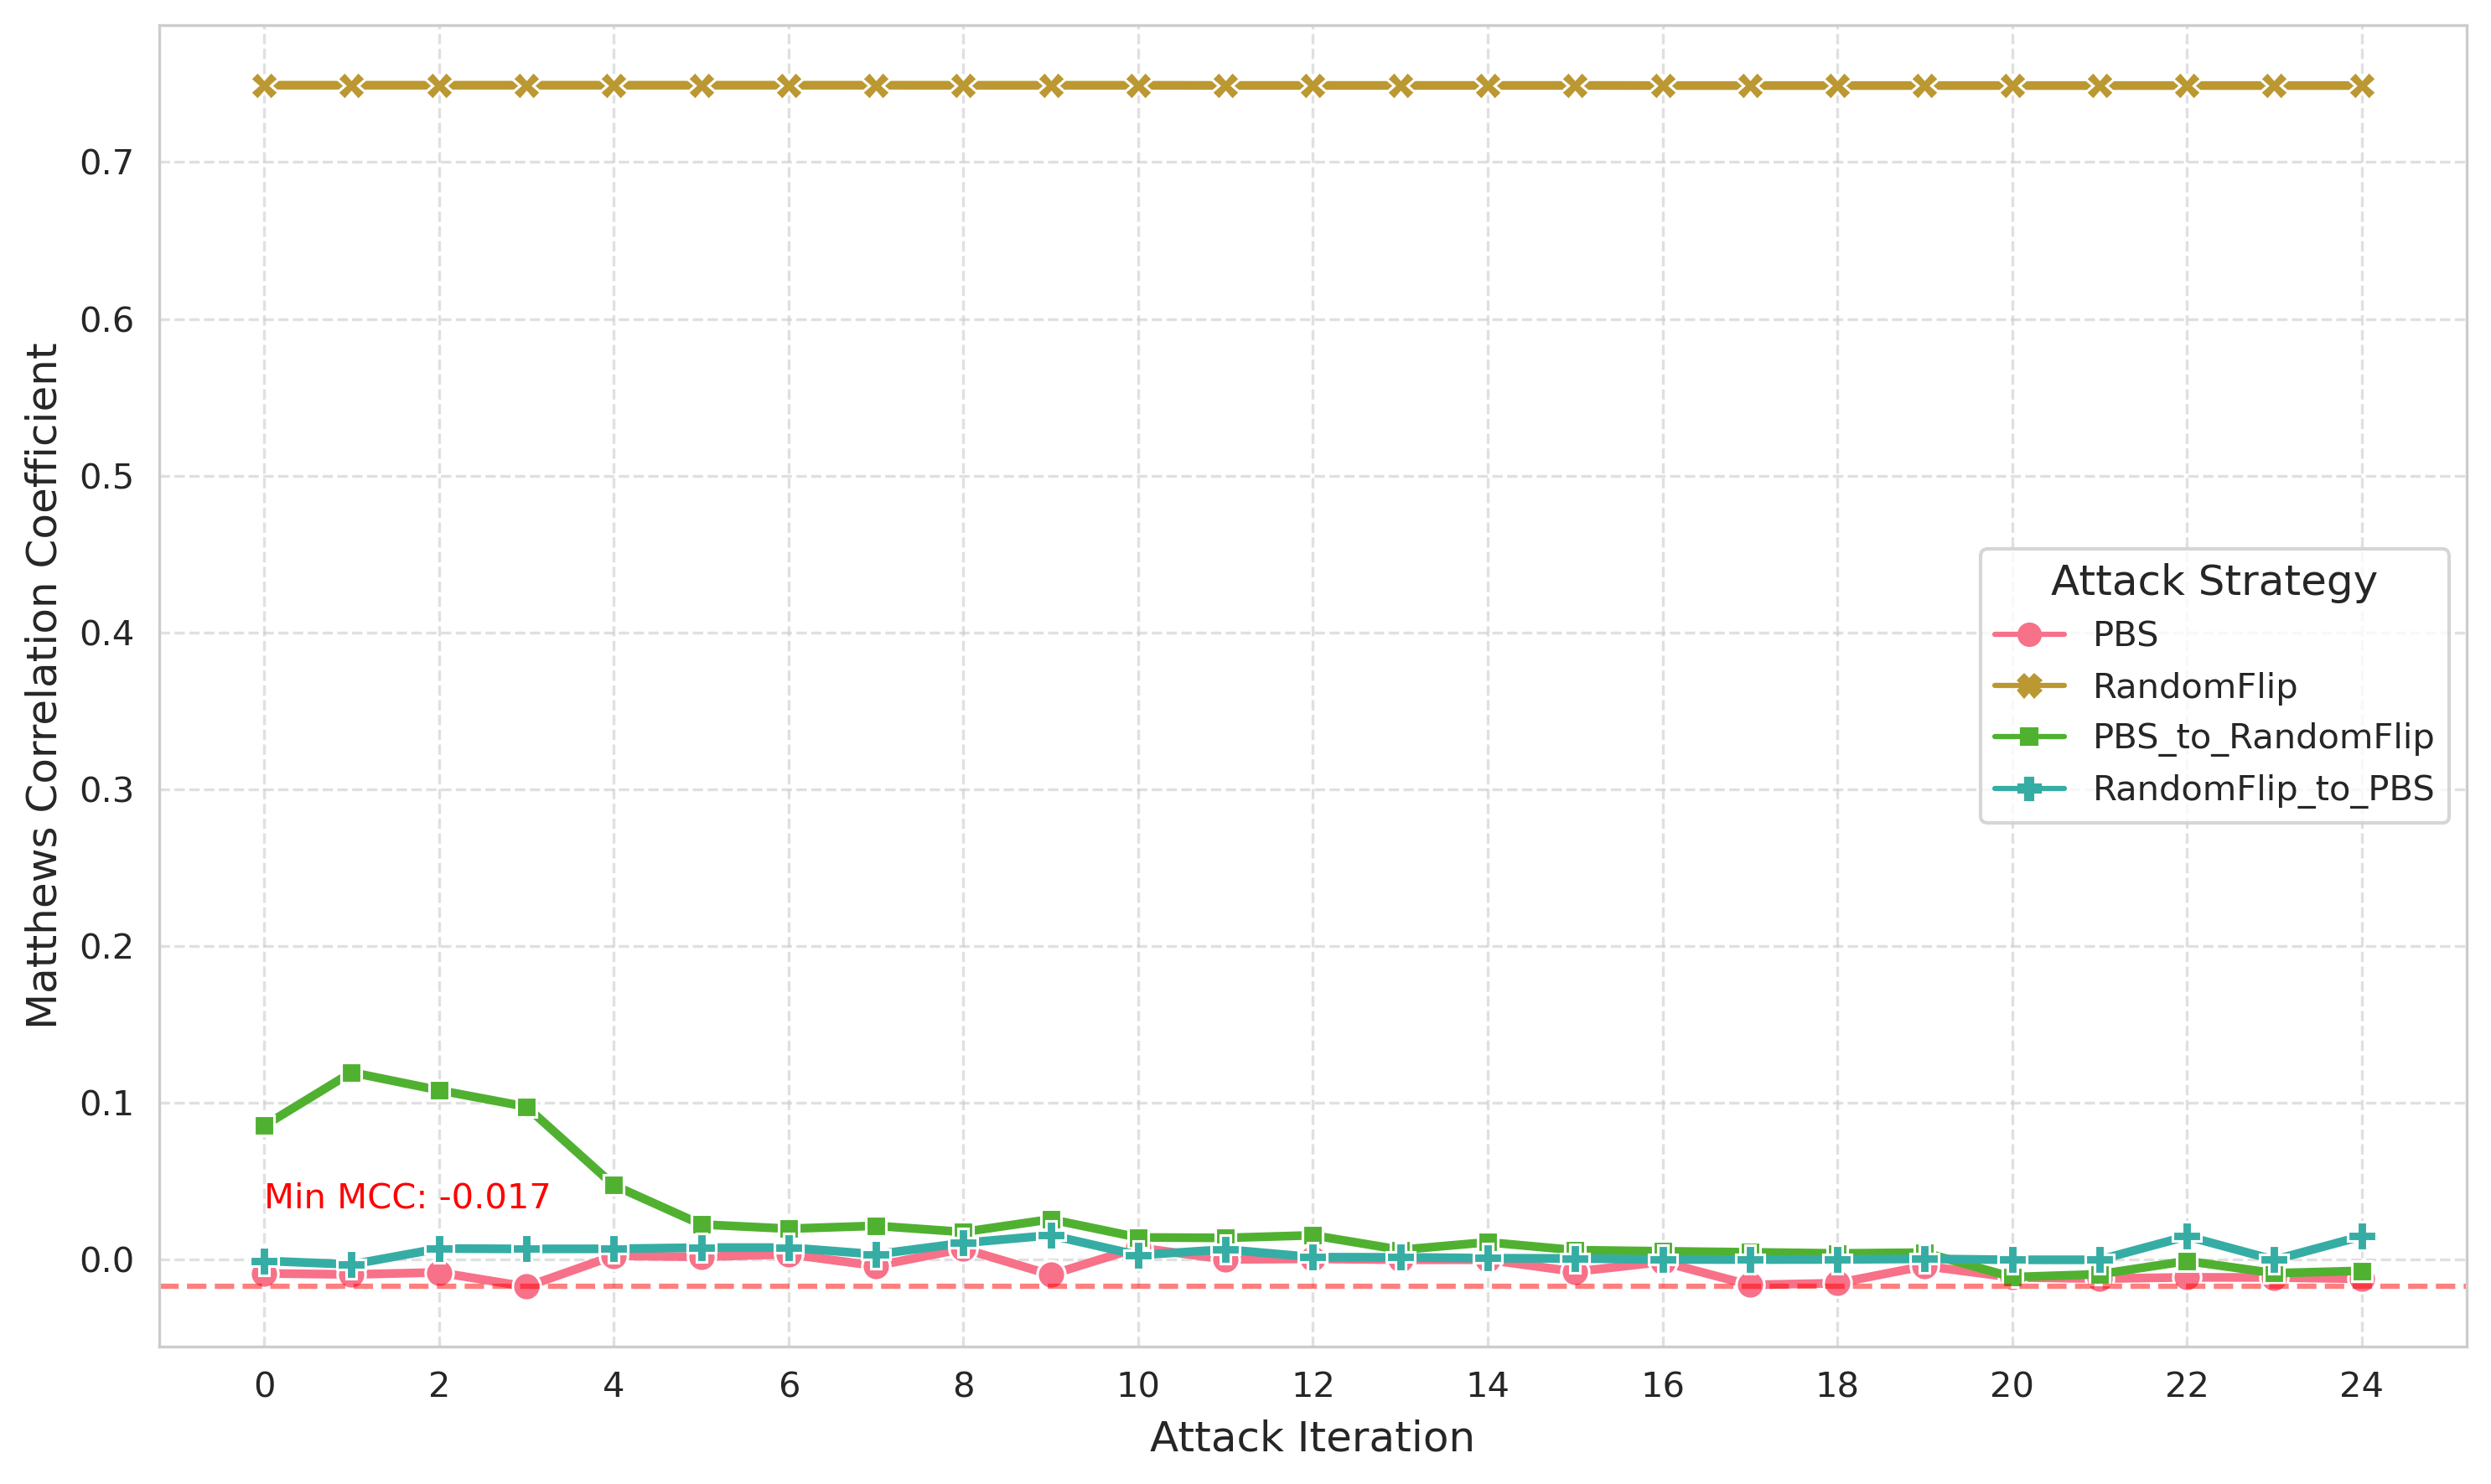 Matthews Correlation Coefficient
0.7
0.6
0.5
0.4
0.3
0.2
0.1
0.0
Min MCC: -0.017
Attack Strategy
PBS
RandomFlip
PBS_to_RandomFlip
RandomFlip_to_PBS
0 2 4 6 8 10 12 14 16 18 20 22 24
Attack Iteration